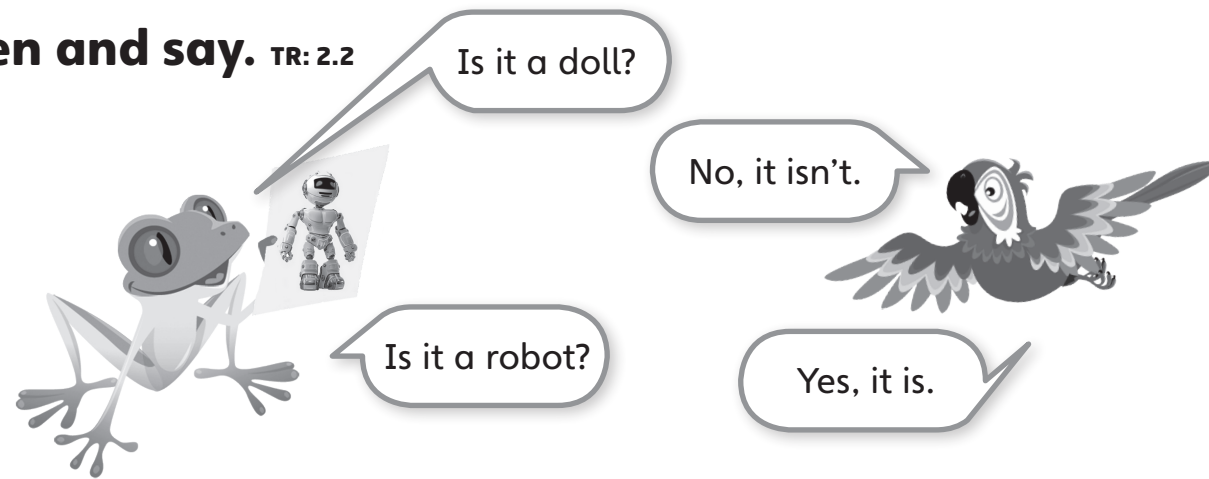 en and say. TR: 2.2
Is it a doll?
No, it isn't.
Is it a robot?
Yes, it is.